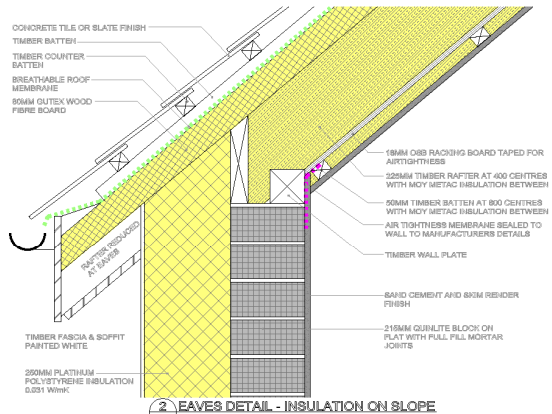 CONCRETE TILE OR SLATE FINISH
TIMBER BATTEN
TIMBER COUNTER
BATTEN
BREATHABLE ROOF
MEMBRANE
80MM GUTEX WOOD
FIBRE BOARD
RAFTER REDUCED
AT EAVES
TIMBER FASCIA & SOFFIT
PAINTED WHITE
250MM PLATINUM
POLYSTYRENE INSULATION
0.031 W/mK
18MM OSB RACKING BOARD TAPED FOR
AIRTIGHTNESS
225MM TIMBER RAFTER AT 400 CENTRES
WITH MOY METAC INSULATION BETWEEN
50MM TIMBER BATTEN AT 600 CENTRES
WITH MOY METAC INSULATION BETWEEN
AIR TIGHTNESS MEMBRANE SEALED TO
WALL TO MANUFACTURERS DETAILS
TIMBER WALL PLATE
SAND CEMENT AND SKIM RENDER
FINISH
215MM QUINLITE BLOCK ON
FLAT WITH FULL FILL MORTAR
JOINTS
2 EAVES DETAIL - INSULATION ON SLOPE